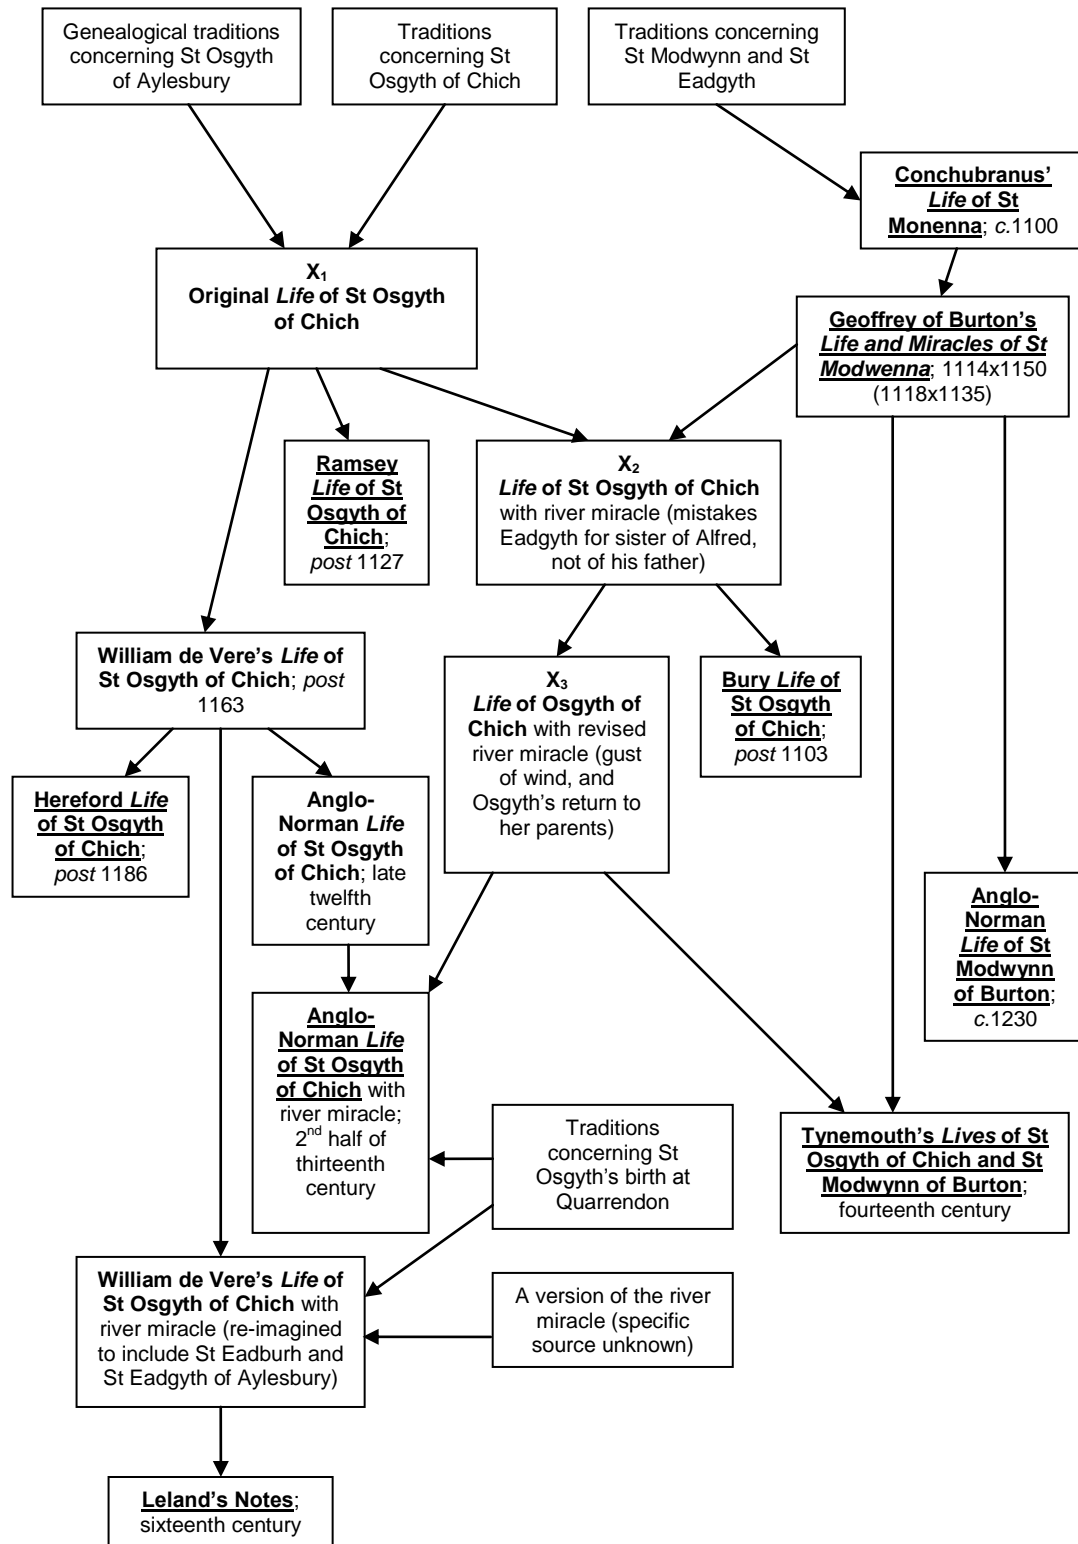 Genealogical traditions
concerning St Osgyth
of Aylesbury
Traditions
concerning St
Osgyth of Chich
Traditions concerning
St Modwynn and St
Eadgyth
Conchubranus’
Life of St
Monenna; c.1100
X1
Original Life of St Osgyth
of Chich
Geoffrey of Burton’s
Life and Miracles of St
Modwenna; 1114x1150
(1118x1135)
Ramsey
Life of St
Osgyth of
Chich;
post 1127
X2
Life of St Osgyth of Chich
with river miracle (mistakes
Eadgyth for sister of Alfred,
not of his father)
William de Vere’s Life of
St Osgyth of Chich; post
1163
X3
Life of Osgyth of
Chich with revised
river miracle (gust
of wind, and
Osgyth’s return to
her parents)
Bury Life of
St Osgyth
of Chich;
post 1103
Hereford Life
of St Osgyth
of Chich;
post 1186
Anglo-
Norman Life
of St Osgyth
of Chich; late
twelfth
century
Anglo-
Norman
Life of St
Modwynn
of Burton;
c.1230
Anglo-
Norman Life
of St Osgyth
of Chich with
river miracle;
2nd half of
thirteenth
century
Traditions
concerning St
Osgyth’s birth at
Quarrendon
Tynemouth’s Lives of St
Osgyth of Chich and St
Modwynn of Burton;
fourteenth century
William de Vere’s Life of
St Osgyth of Chich with
river miracle (re-imagined
to include St Eadburh and
St Eadgyth of Aylesbury)
A version of the river
miracle (specific
source unknown)
Leland’s Notes;
sixteenth century